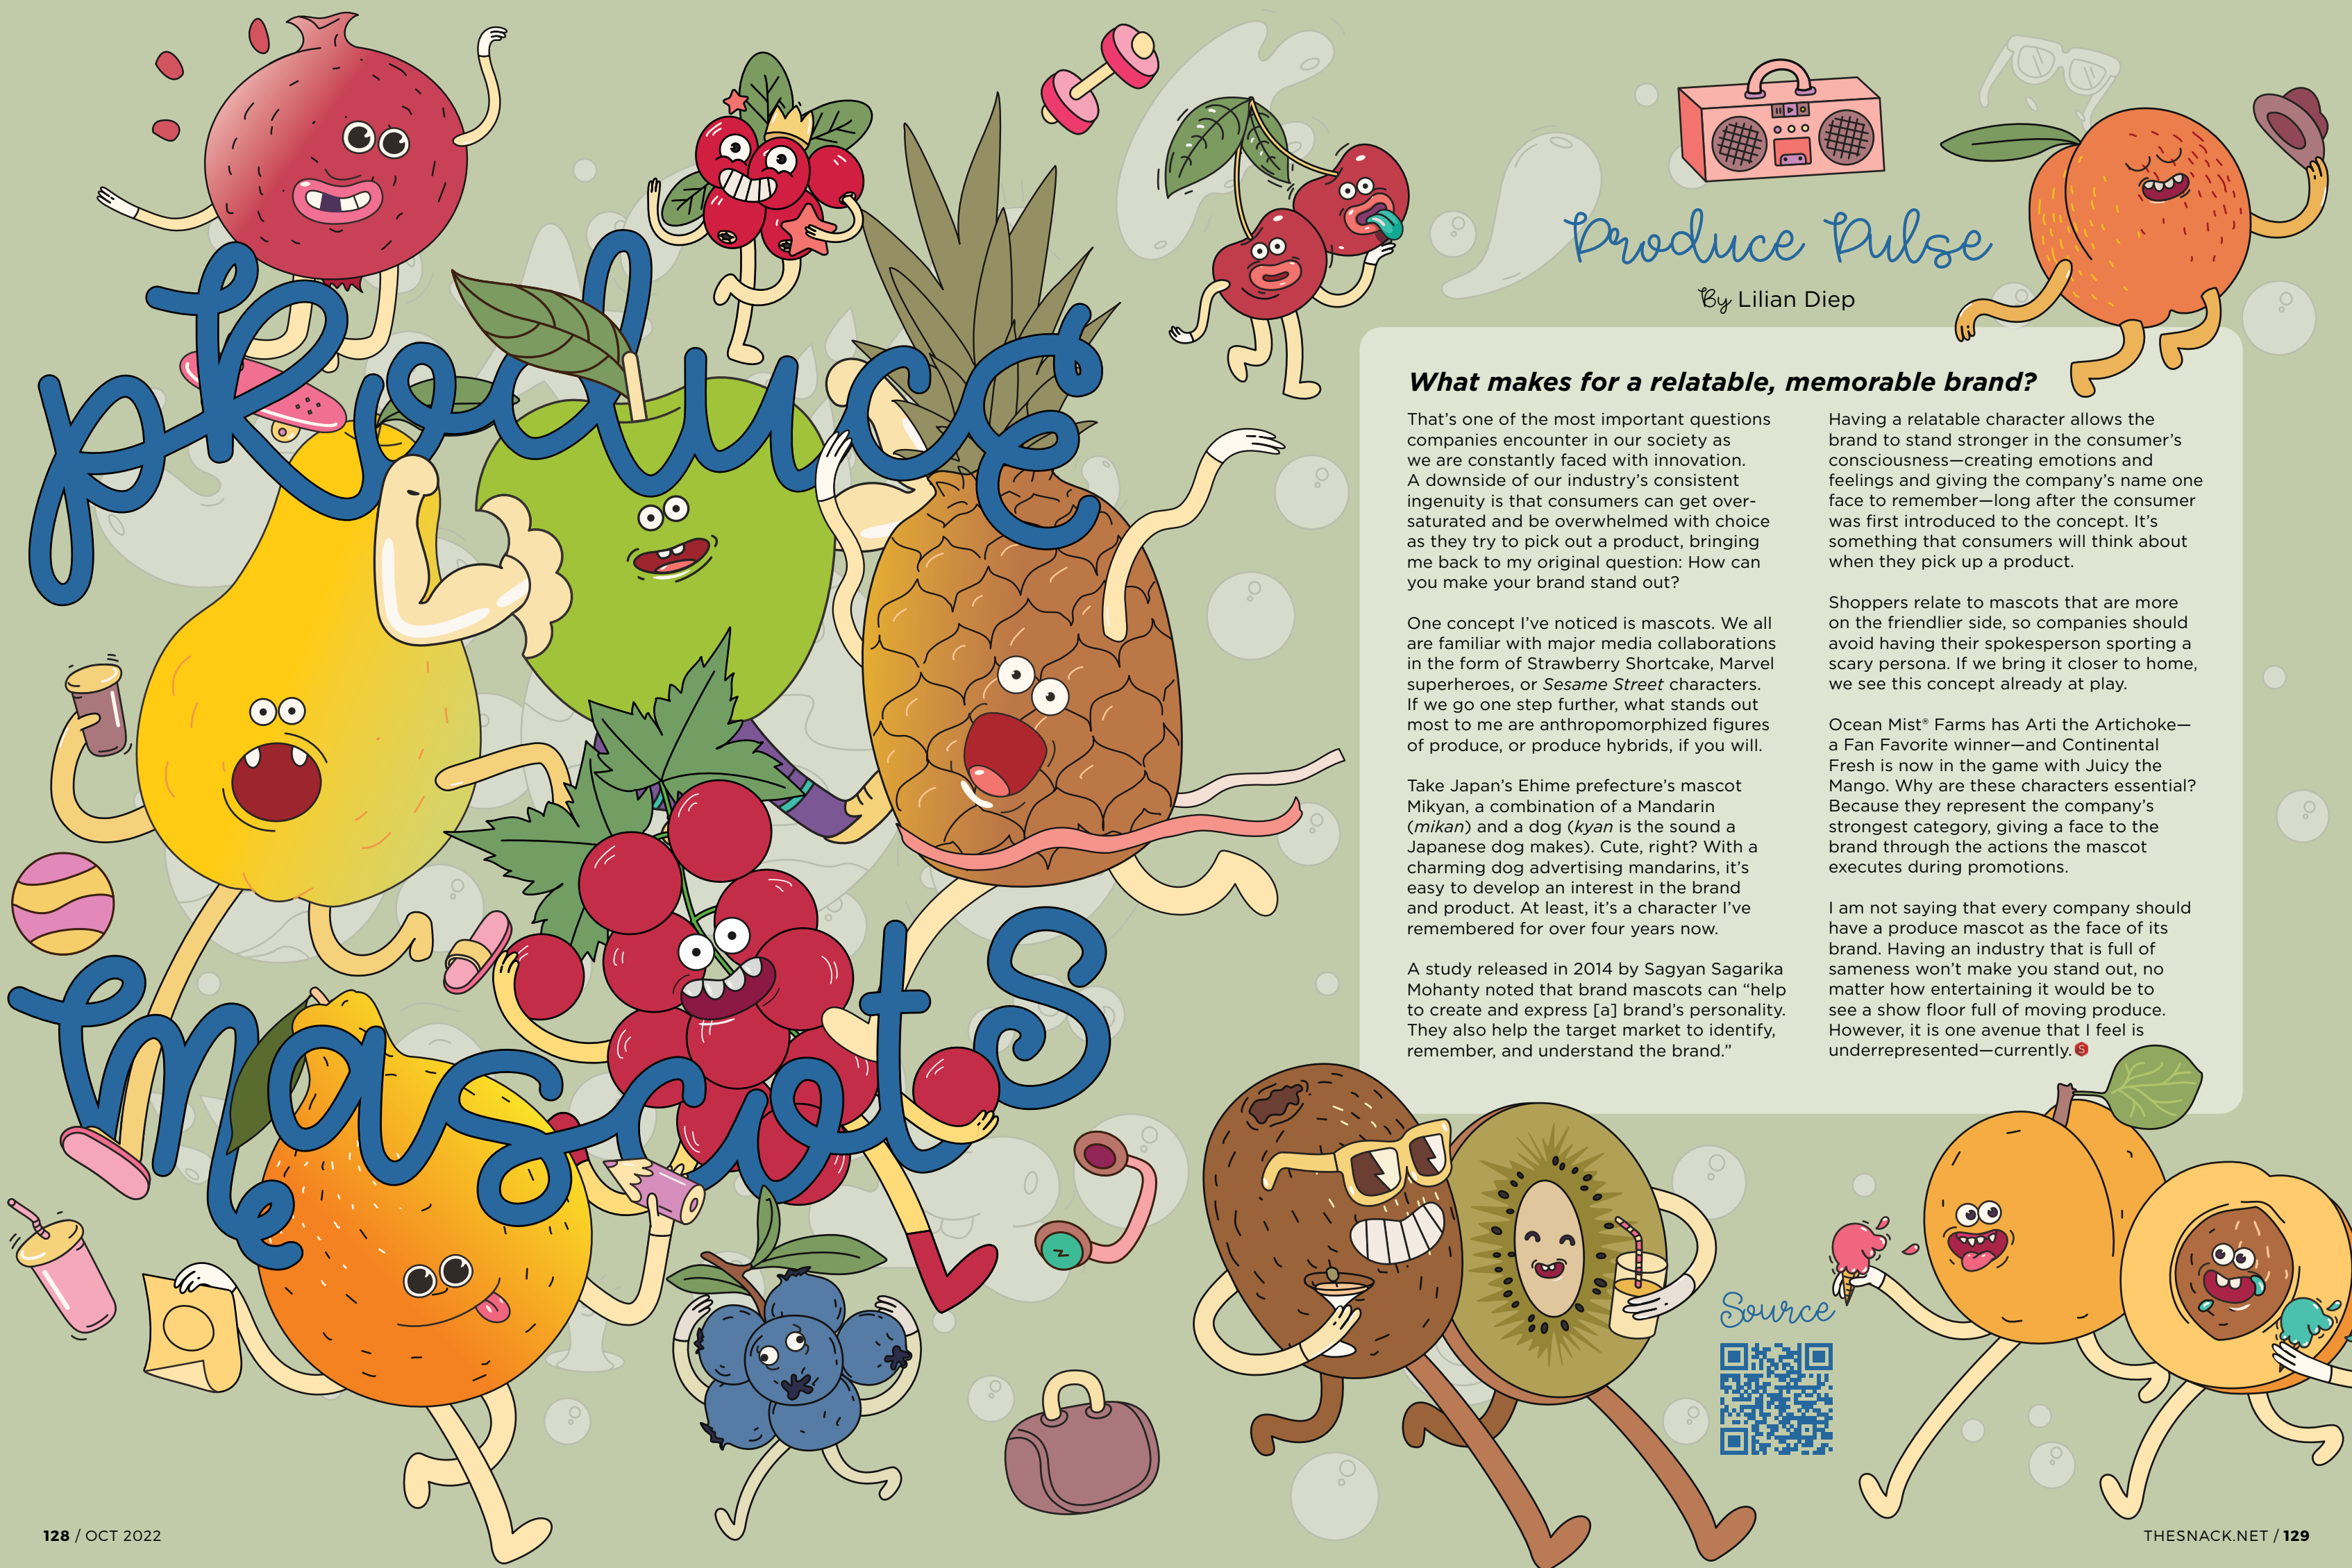 produce
mascots
Produce Pulse
By Lilian Diep
What makes for a relatable, memorable brand?
That’s one of the most important questions
companies encounter in our society as
we are constantly faced with innovation.
A downside of our industry’s consistent
ingenuity is that consumers can get over-
saturated and be overwhelmed with choice
as they try to pick out a product, bringing
me back to my original question: How can
you make your brand stand out?
One concept I’ve noticed is mascots. We all
are familiar with major media collaborations
in the form of Strawberry Shortcake, Marvel
superheroes, or Sesame Street characters.
If we go one step further, what stands out
most to me are anthropomorphized figures
of produce, or produce hybrids, if you will.
Take Japan’s Ehime prefecture’s mascot
Mikyan, a combination of a Mandarin
(mikan) and a dog (kyan is the sound a
Japanese dog makes). Cute, right? With a
charming dog advertising mandarins, it’s
easy to develop an interest in the brand
and product. At least, it’s a character I’ve
remembered for over four years now.
A study released in 2014 by Sagyan Sagarika
Mohanty noted that brand mascots can “help
to create and express [a] brand’s personality.
They also help the target market to identify,
remember, and understand the brand.”
Having a relatable character allows the
brand to stand stronger in the consumer’s
consciousness—creating emotions and
feelings and giving the company’s name one
face to remember—long after the consumer
was first introduced to the concept. It’s
something that consumers will think about
when they pick up a product.
Shoppers relate to mascots that are more
on the friendlier side, so companies should
avoid having their spokesperson sporting a
scary persona. If we bring it closer to home,
we see this concept already at play.
Ocean Mist® Farms has Arti the Artichoke—
a Fan Favorite winner—and Continental
Fresh is now in the game with Juicy the
Mango. Why are these characters essential?
Because they represent the company’s
strongest category, giving a face to the
brand through the actions the mascot
executes during promotions.
I am not saying that every company should
have a produce mascot as the face of its
brand. Having an industry that is full of
sameness won’t make you stand out, no
matter how entertaining it would be to
see a show floor full of moving produce.
However, it is one avenue that I feel is
underrepresented—currently. S
Source
128 / OCT 2022
THESNACK.NET / 129